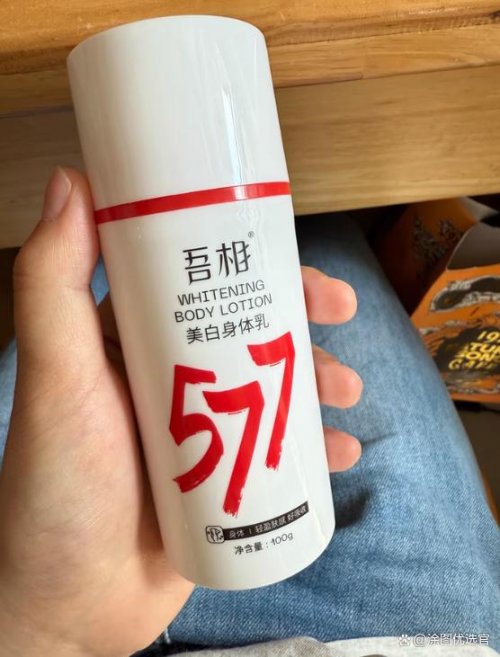 吾相®
WHITENING
BODY LOTION
美白身体乳
577
身体 | 轻盈肤感 好吸收
净含量：100g
@涂图优选官